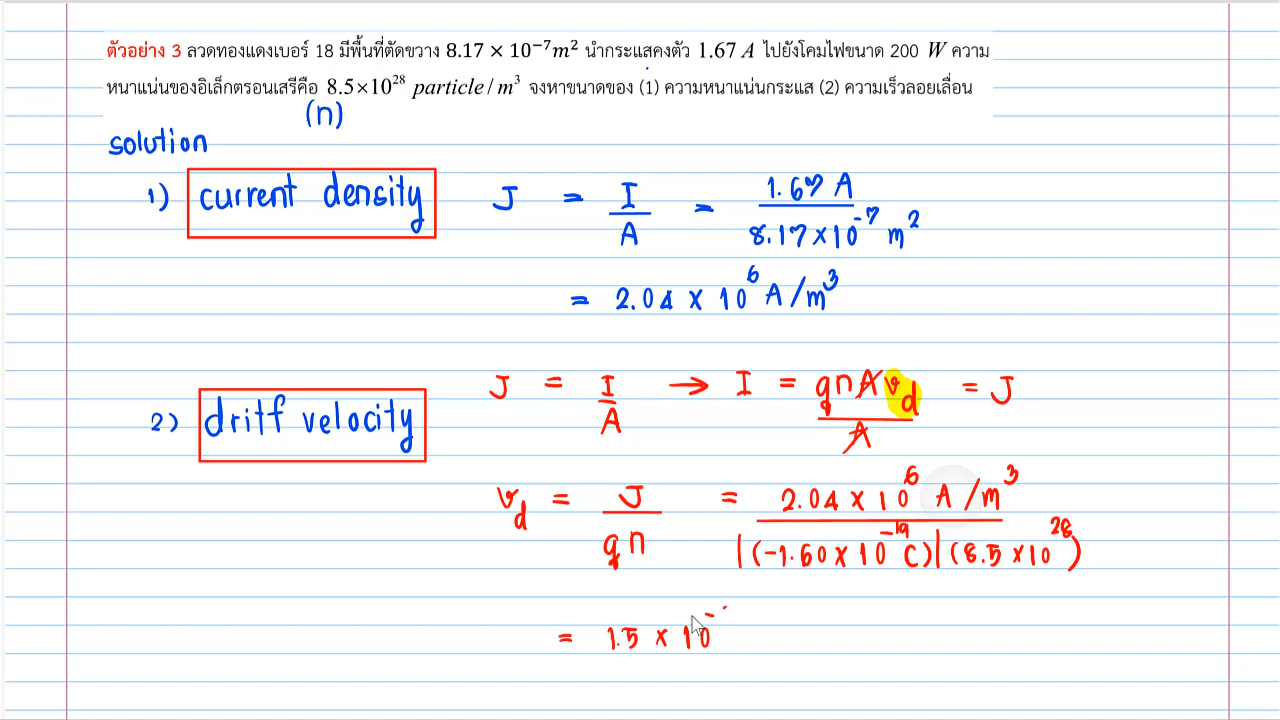 ตัวอย่าง 3 ลวดทองแดงเบอร์ 18 มีพื้นที่ตัดขวาง 8.17 × 10⁻⁷m² นำกระแสคงตัว 1.67 A ไปยังโคมไฟขนาด 200 W ความ
หนาแน่นของอิเล็กตรอนเสรีคือ 8.5×10²⁸ particle/m³ จงหาขนาดของ (1) ความหนาแน่นกระแส (2) ความเร็วลอยเลื่อน
(n)
solution
1) current density J = I/A = 1.67 A / 8.17×10⁻⁷ m²
= 2.04 × 10⁶ A/m³
2) dritf velocity J = I/A → I = qnAv_d / A = J
v_d = J / qn = 2.04 × 10⁶ A/m³ / |(-1.60×10⁻¹⁹ C)|(8.5×10²⁸)
= 1.5 × 10⁻